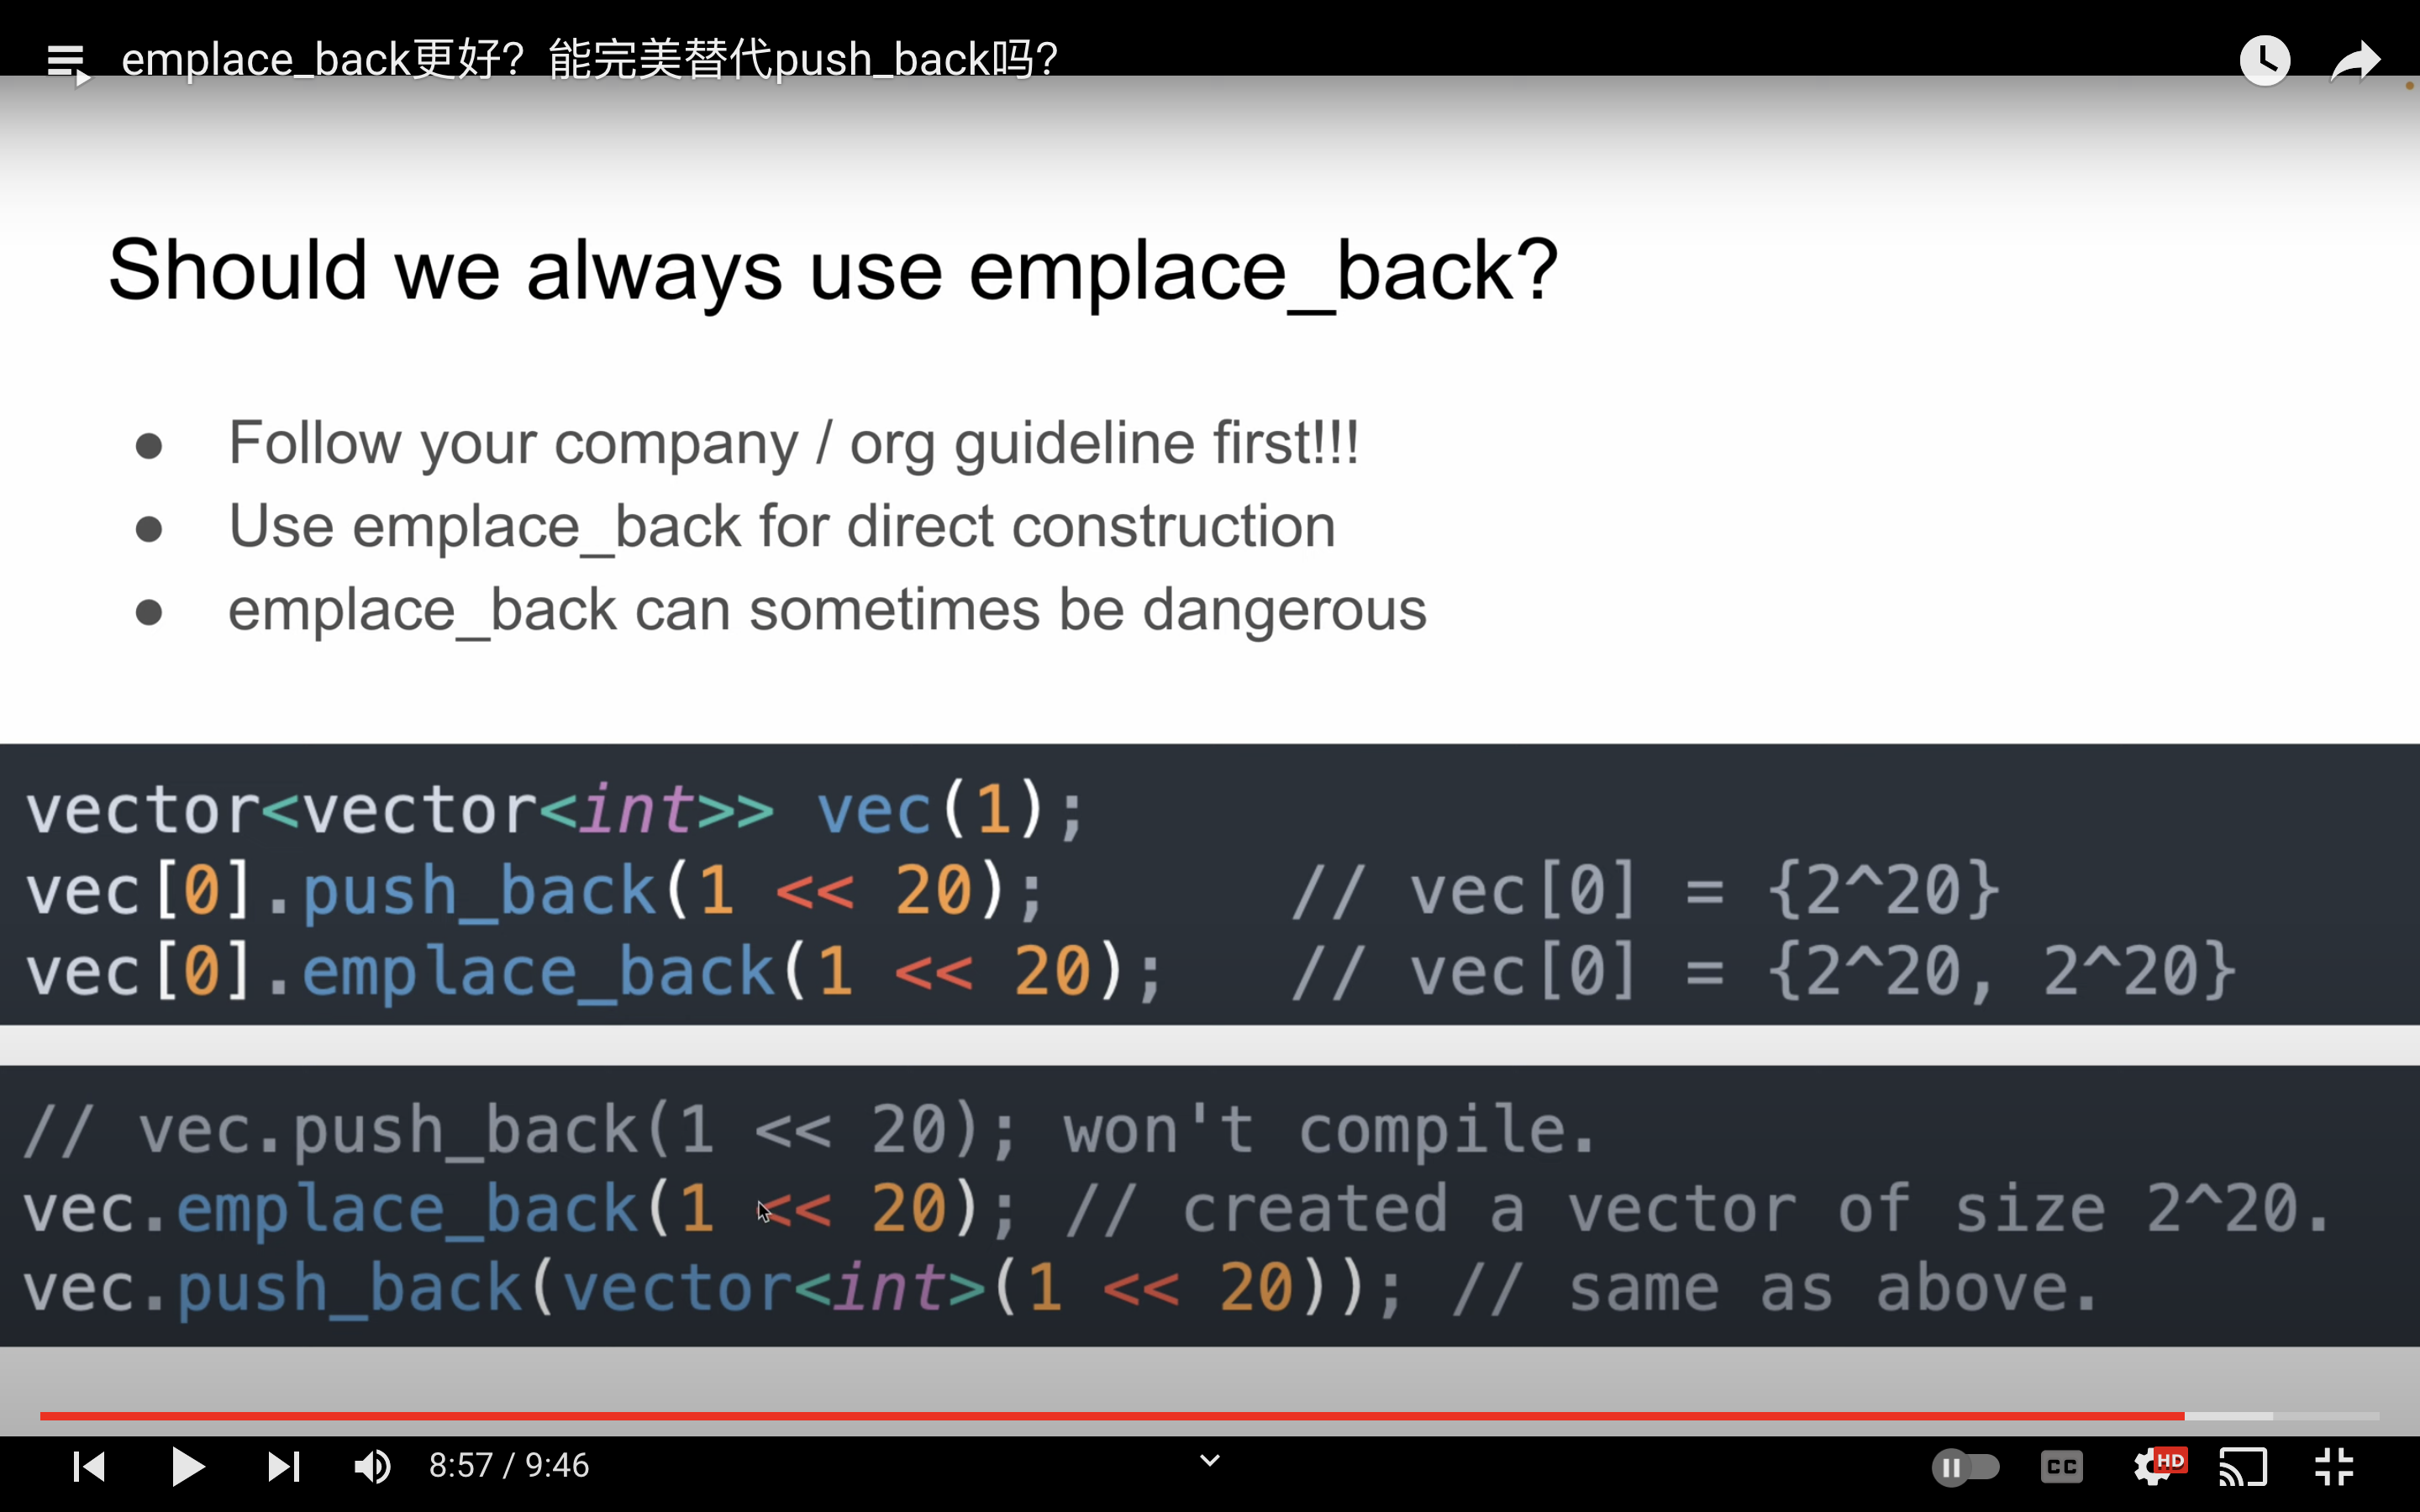 emplace_back更好？能完美替代push_back吗？
Should we always use emplace_back?
● Follow your company / org guideline first!!!
● Use emplace_back for direct construction
● emplace_back can sometimes be dangerous
vector<vector<int>> vec(1);
vec[0].push_back(1 << 20);    // vec[0] = {2^20}
vec[0].emplace_back(1 << 20);  // vec[0] = {2^20, 2^20}
// vec.push_back(1 << 20); won't compile.
vec.emplace_back(1 << 20); // created a vector of size 2^20.
vec.push_back(vector<int>(1 << 20)); // same as above.
8:57 / 9:46
CC
HD